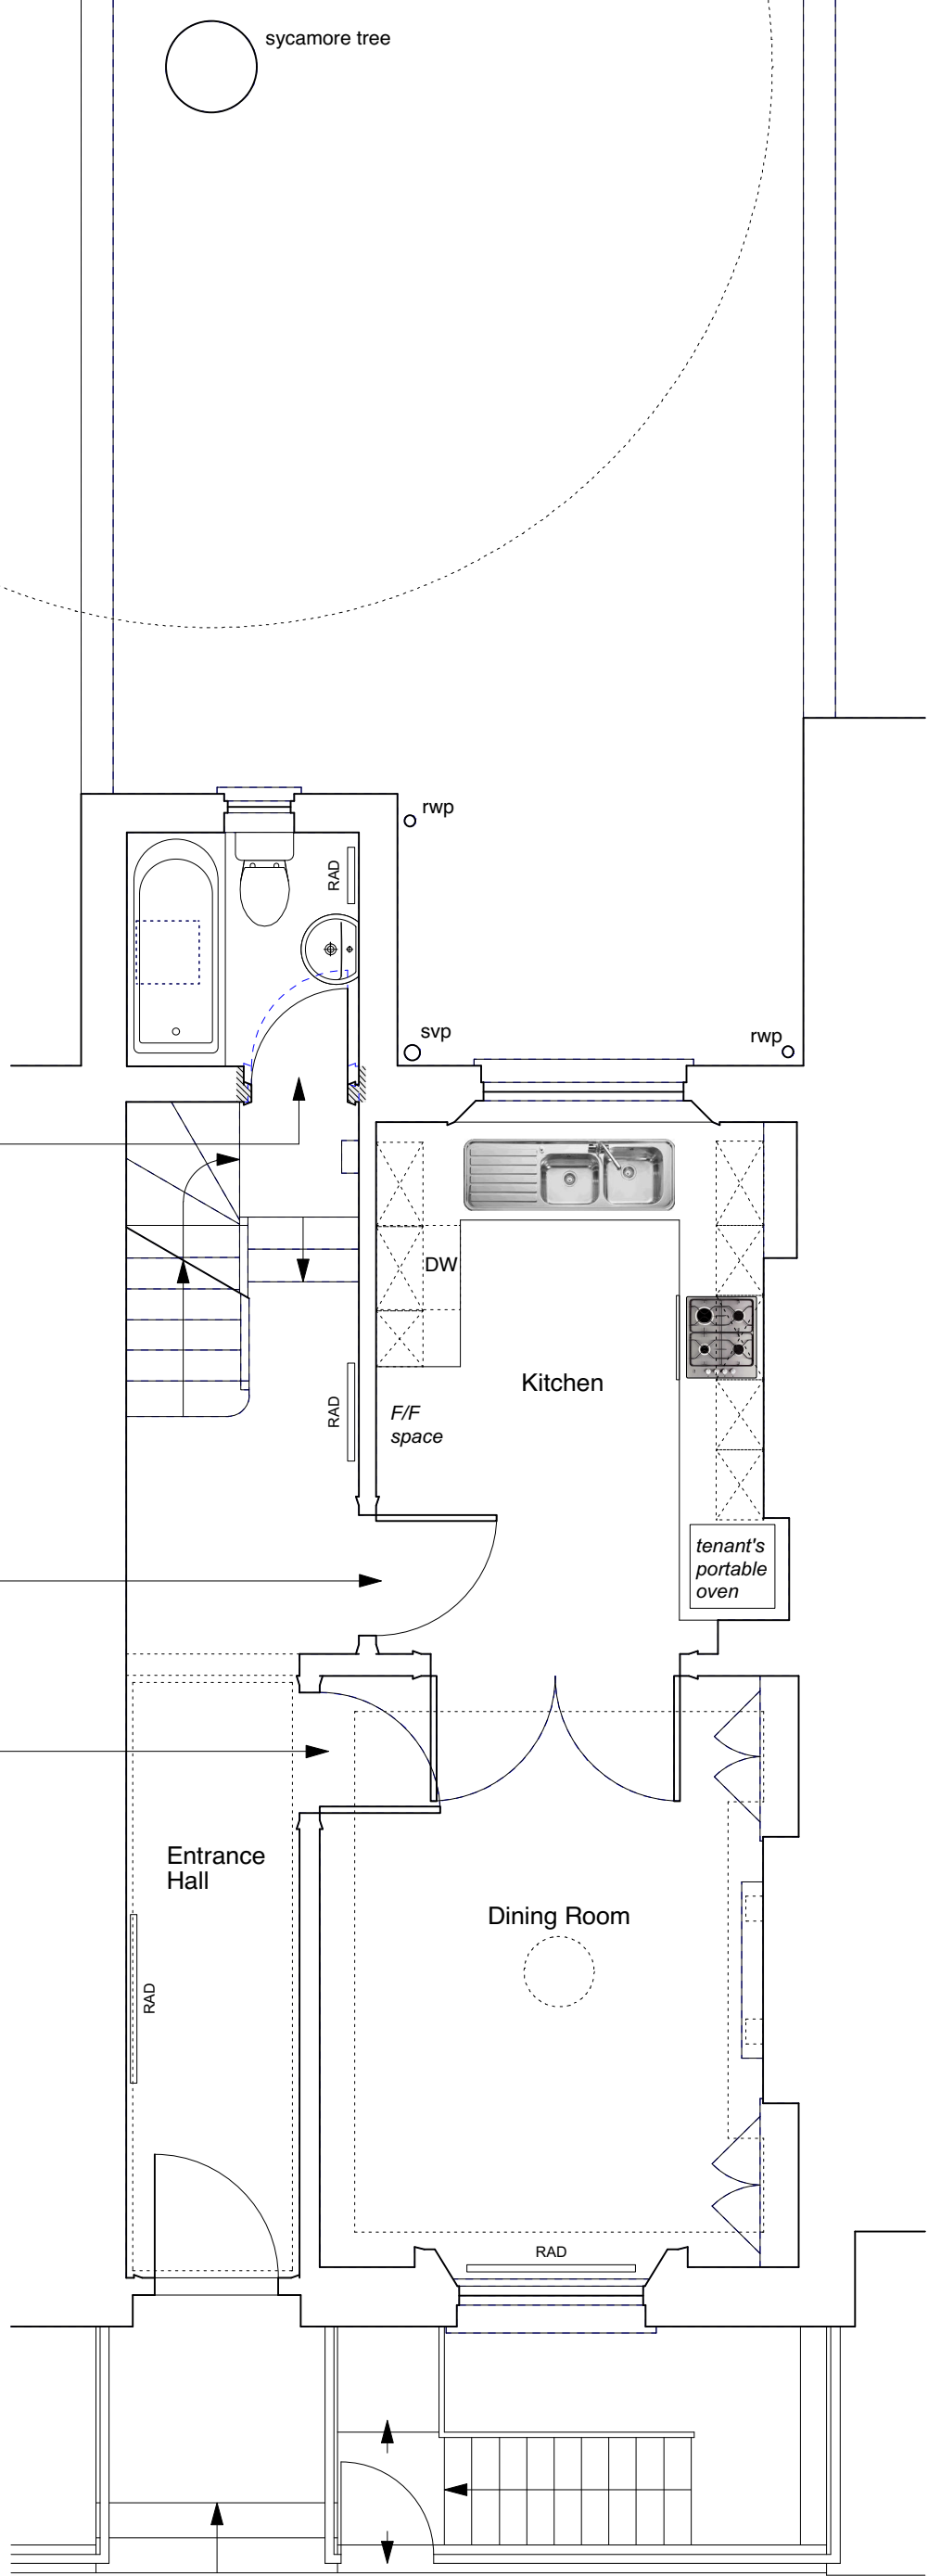 sycamore tree
rwp
RAD
svp
rwp
DW
Kitchen
RAD
F/F
space
tenant's
portable
oven
Entrance
Hall
Dining Room
RAD
RAD